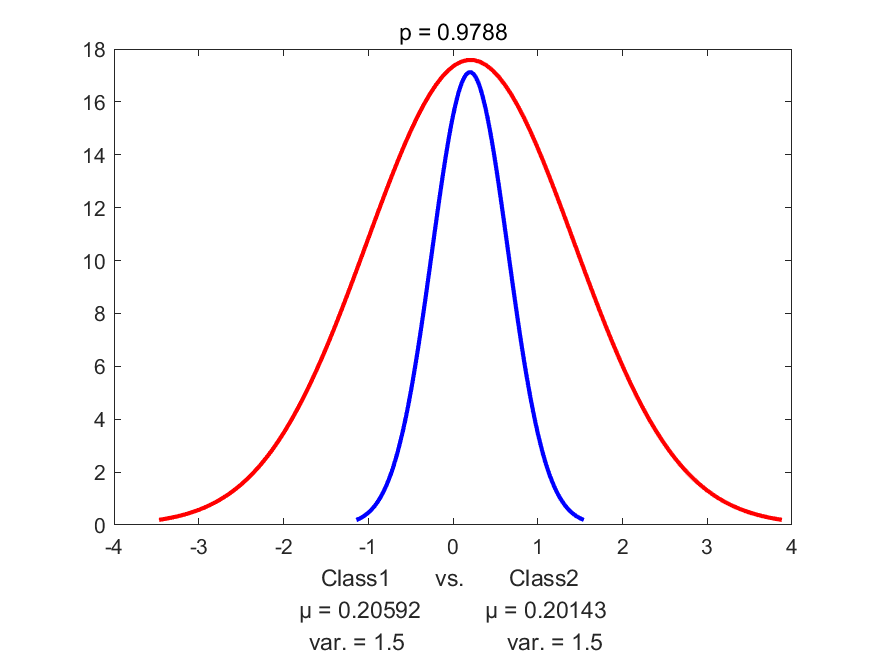 p = 0.9788
18
16
14
12
10
8
6
4
2
0
-4 -3 -2 -1 0 1 2 3 4
Class1 vs. Class2
μ = 0.20592 μ = 0.20143
var. = 1.5 var. = 1.5